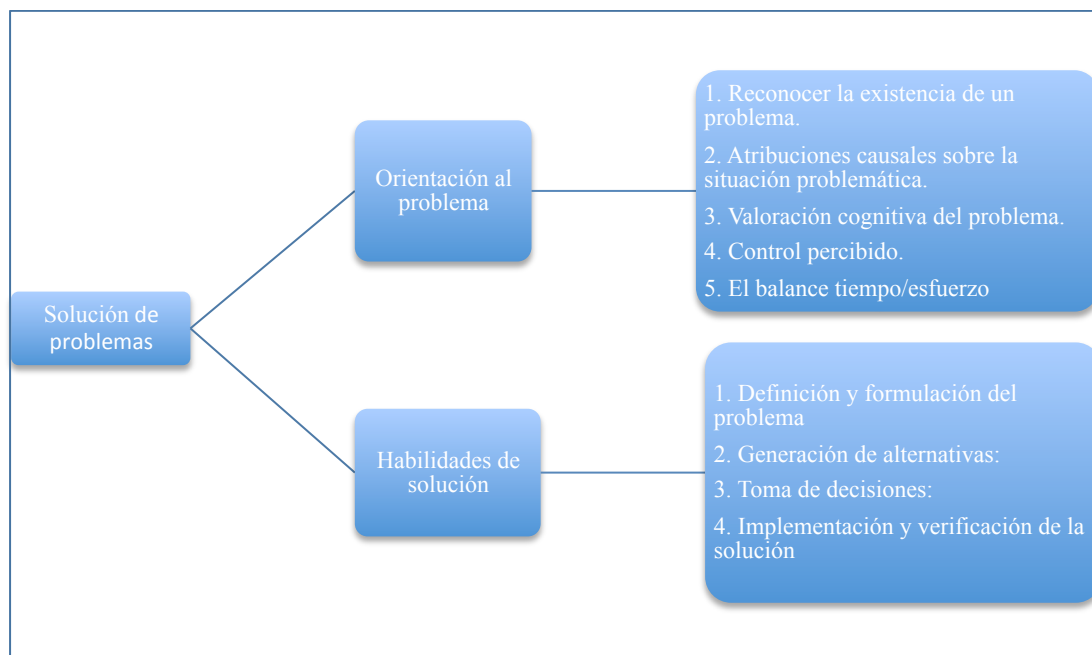 Solución de
problemas
Orientación al
problema
1. Reconocer la existencia de un
problema.
2. Atribuciones causales sobre la
situación problemática.
3. Valoración cognitiva del problema.
4. Control percibido.
5. El balance tiempo/esfuerzo
Habilidades de
solución
1. Definición y formulación del
problema
2. Generación de alternativas:
3. Toma de decisiones:
4. Implementación y verificación de la
solución